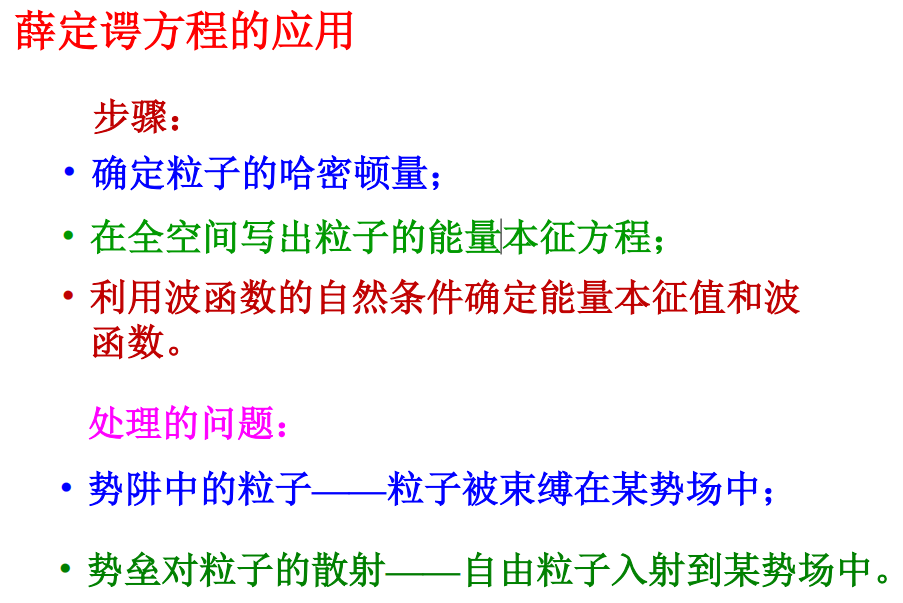 薛定谔方程的应用
步骤：
• 确定粒子的哈密顿量；
• 在全空间写出粒子的能量本征方程；
• 利用波函数的自然条件确定能量本征值和波
函数。
处理的问题：
• 势阱中的粒子——粒子被束缚在某势场中；
• 势垒对粒子的散射——自由粒子入射到某势场中。